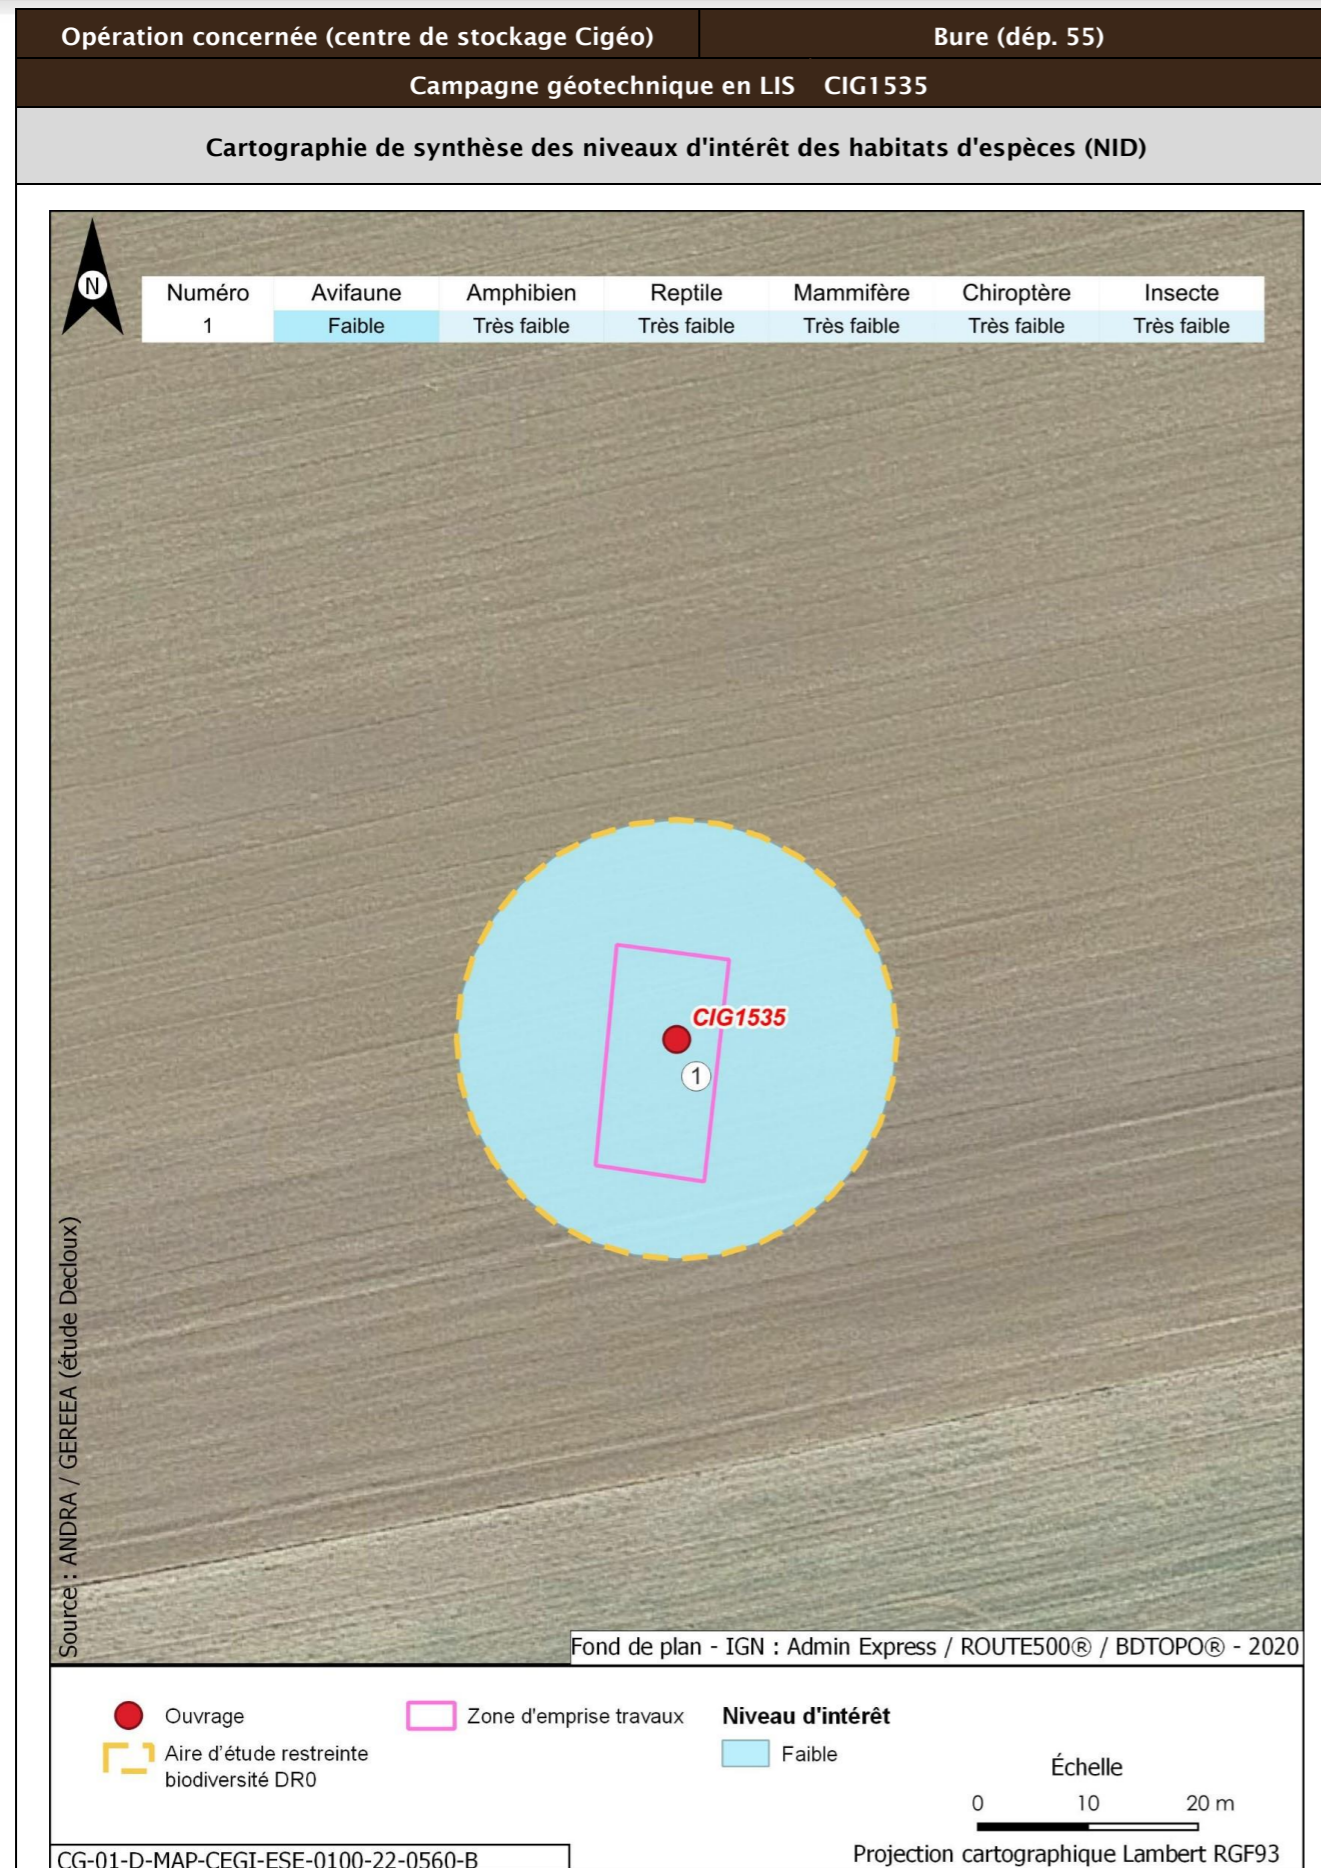 Opération concernée (centre de stockage Cigéo) Bure (dép. 55)
Campagne géotechnique en LIS CIG1535
Cartographie de synthèse des niveaux d'intérêt des habitats d'espèces (NID)
N
Numéro Avifaune Amphibien Reptile Mammifère Chiroptère Insecte
1 Faible Très faible Très faible Très faible Très faible Très faible
CIG1535
1
Source : ANDRA / GEREEA (étude Decloux)
Fond de plan - IGN : Admin Express / ROUTE500® / BDTOPO® - 2020
Ouvrage Zone d'emprise travaux Niveau d'intérêt
Aire d'étude restreinte
biodiversité DR0
Faible
Échelle
0 10 20 m
Projection cartographique Lambert RGF93
CG-01-D-MAP-CEGI-ESE-0100-22-0560-B